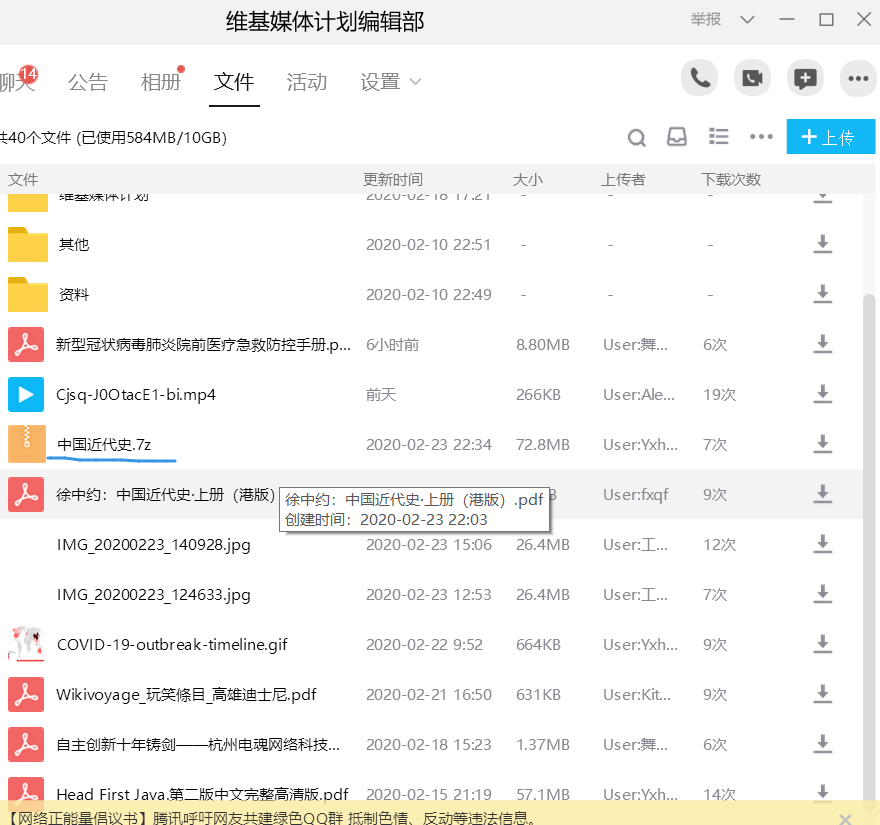 维基媒体计划编辑部
举报
聊天 14 公告 相册 文件 活动 设置
共40个文件 (已使用584MB/10GB)
上传
文件 更新时间 大小 上传者 下载次数
维基媒体计划 2020-02-18 17:21 - - -
其他 2020-02-10 22:51 - - -
资料 2020-02-10 22:49 - - -
新型冠状病毒肺炎院前医疗急救防控手册.p... 6小时前 8.80MB User:舞... 6次
Cjsq-J0OtacE1-bi.mp4 前天 266KB User:Ale... 19次
中国近代史.7z 2020-02-23 22:34 72.8MB User:Yxh... 7次
徐中约：中国近代史·上册（港版） User:fxqf 9次
徐中约：中国近代史·上册（港版）.pdf
创建时间：2020-02-23 22:03
IMG_20200223_140928.jpg 2020-02-23 15:06 26.4MB User:工... 12次
IMG_20200223_124633.jpg 2020-02-23 12:53 26.4MB User:工... 7次
COVID-19-outbreak-timeline.gif 2020-02-22 9:52 664KB User:Yxh... 9次
Wikivoyage_玩笑條目_高雄迪士尼.pdf 2020-02-21 16:50 631KB User:Kit... 9次
自主创新十年铸剑——杭州电魂网络科技... 2020-02-18 15:23 1.37MB User:舞... 6次
Head First Java.第二版中文完整高清版.pdf 2020-02-15 21:19 57.1MB User:Yxh... 14次
【网络正能量倡议书】腾讯呼吁网友共建绿色QQ群 抵制色情、反动等违法信息。